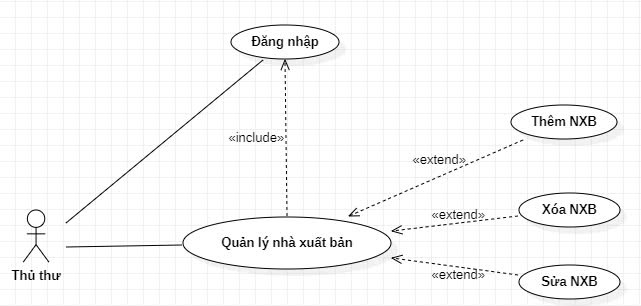 Đăng nhập
«include»
Thêm NXB
«extend»
Xóa NXB
«extend»
Quản lý nhà xuất bản
Thủ thư
«extend»
Sửa NXB